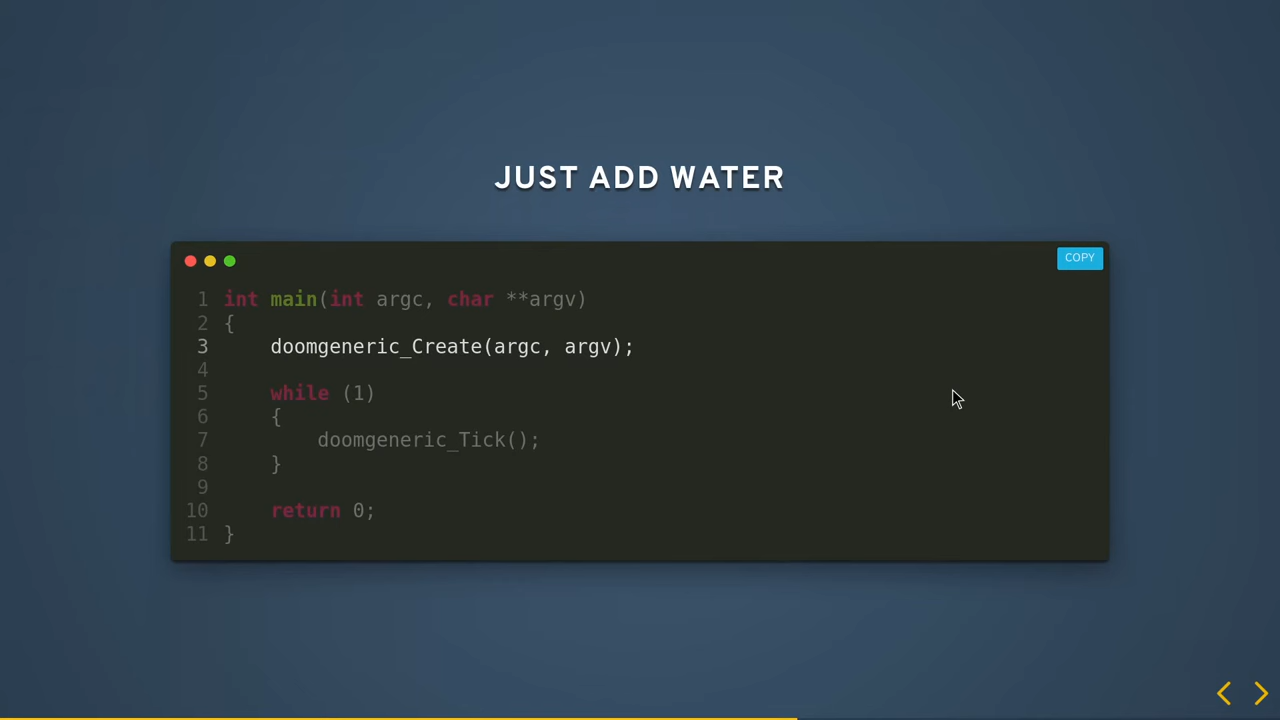 JUST ADD WATER
COPY
1 int main(int argc, char **argv)
2 {
3     doomgeneric_Create(argc, argv);
4
5     while (1)
6     {
7         doomgeneric_Tick();
8     }
9
10     return 0;
11 }